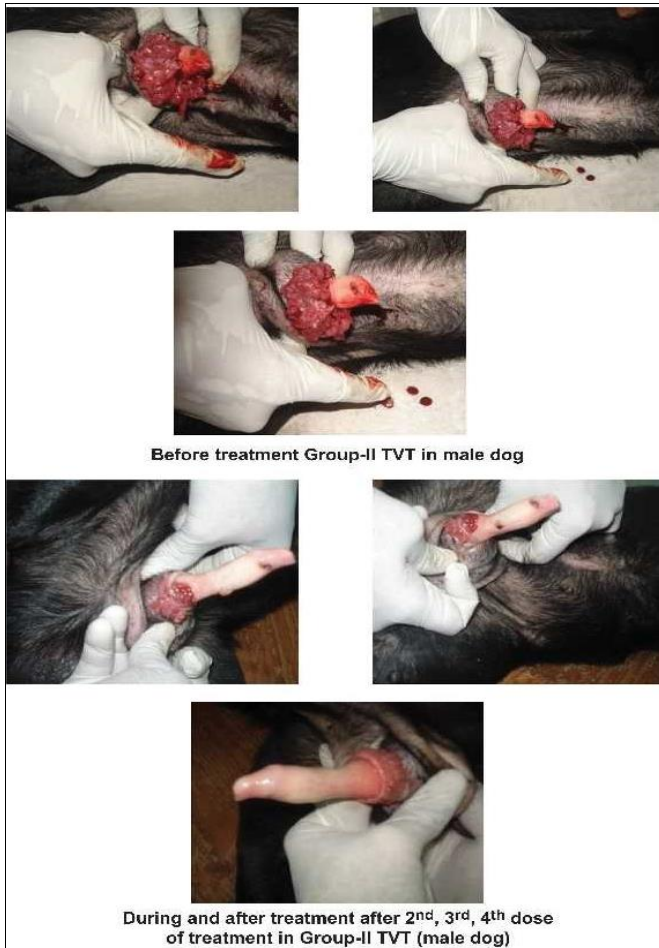 Before treatment Group-II TVT in male dog
During and after treatment after 2nd, 3rd, 4th dose
of treatment in Group-II TVT (male dog)